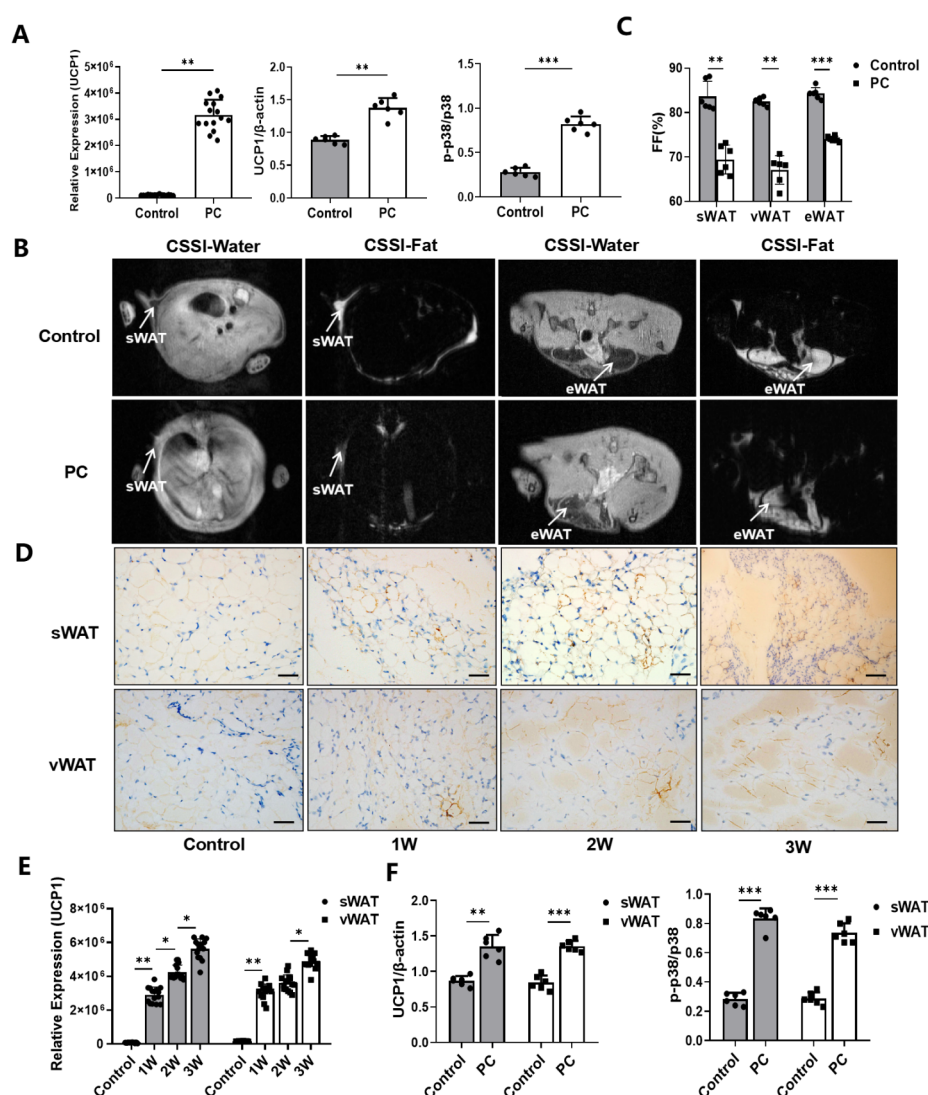 A
Relative Expression (UCP1)
5×10⁶
4×10⁶
3×10⁶
2×10⁶
1×10⁶
0
**
Control
PC
UCP1/β-actin
2.0
1.5
1.0
0.5
0.0
**
Control
PC
p-p38/p38
1.5
1.0
0.5
0.0
***
Control
PC
C
Control
PC
FF(%)
90
80
70
60
**
**
***
sWAT
vWAT
eWAT
B
CSSI-Water
CSSI-Fat
CSSI-Water
CSSI-Fat
Control
sWAT
sWAT
eWAT
eWAT
PC
sWAT
sWAT
eWAT
eWAT
D
sWAT
vWAT
Control
1W
2W
3W
E
Relative Expression (UCP1)
8×10⁶
6×10⁶
4×10⁶
2×10⁶
0
**
*
*
**
*
sWAT
vWAT
Control
1W
2W
3W
Control
1W
2W
3W
F
UCP1/β-actin
2.0
1.5
1.0
0.5
0.0
**
***
sWAT
vWAT
Control
PC
Control
PC
p-p38/p38
1.0
0.8
0.6
0.4
0.2
0.0
***
***
sWAT
vWAT
Control
PC
Control
PC